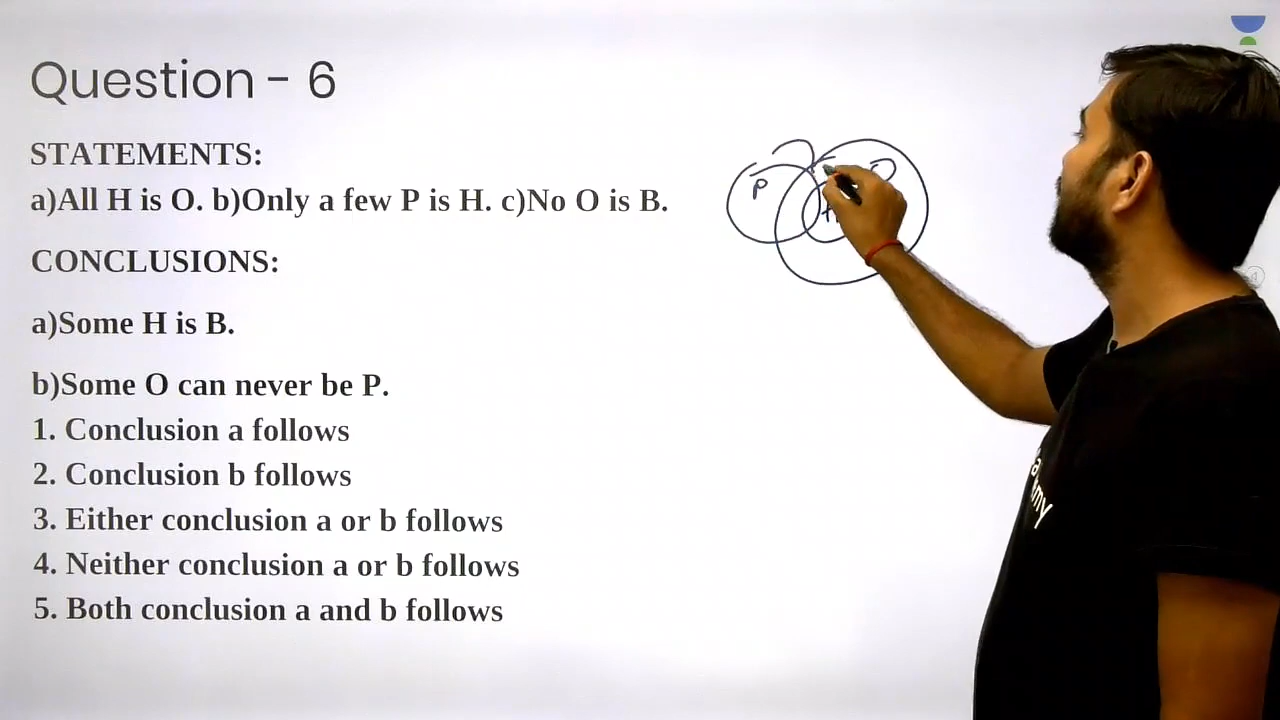 Question - 6
STATEMENTS:
a)All H is O. b)Only a few P is H. c)No O is B.
CONCLUSIONS:
a)Some H is B.
b)Some O can never be P.
1. Conclusion a follows
2. Conclusion b follows
3. Either conclusion a or b follows
4. Neither conclusion a or b follows
5. Both conclusion a and b follows
P
H